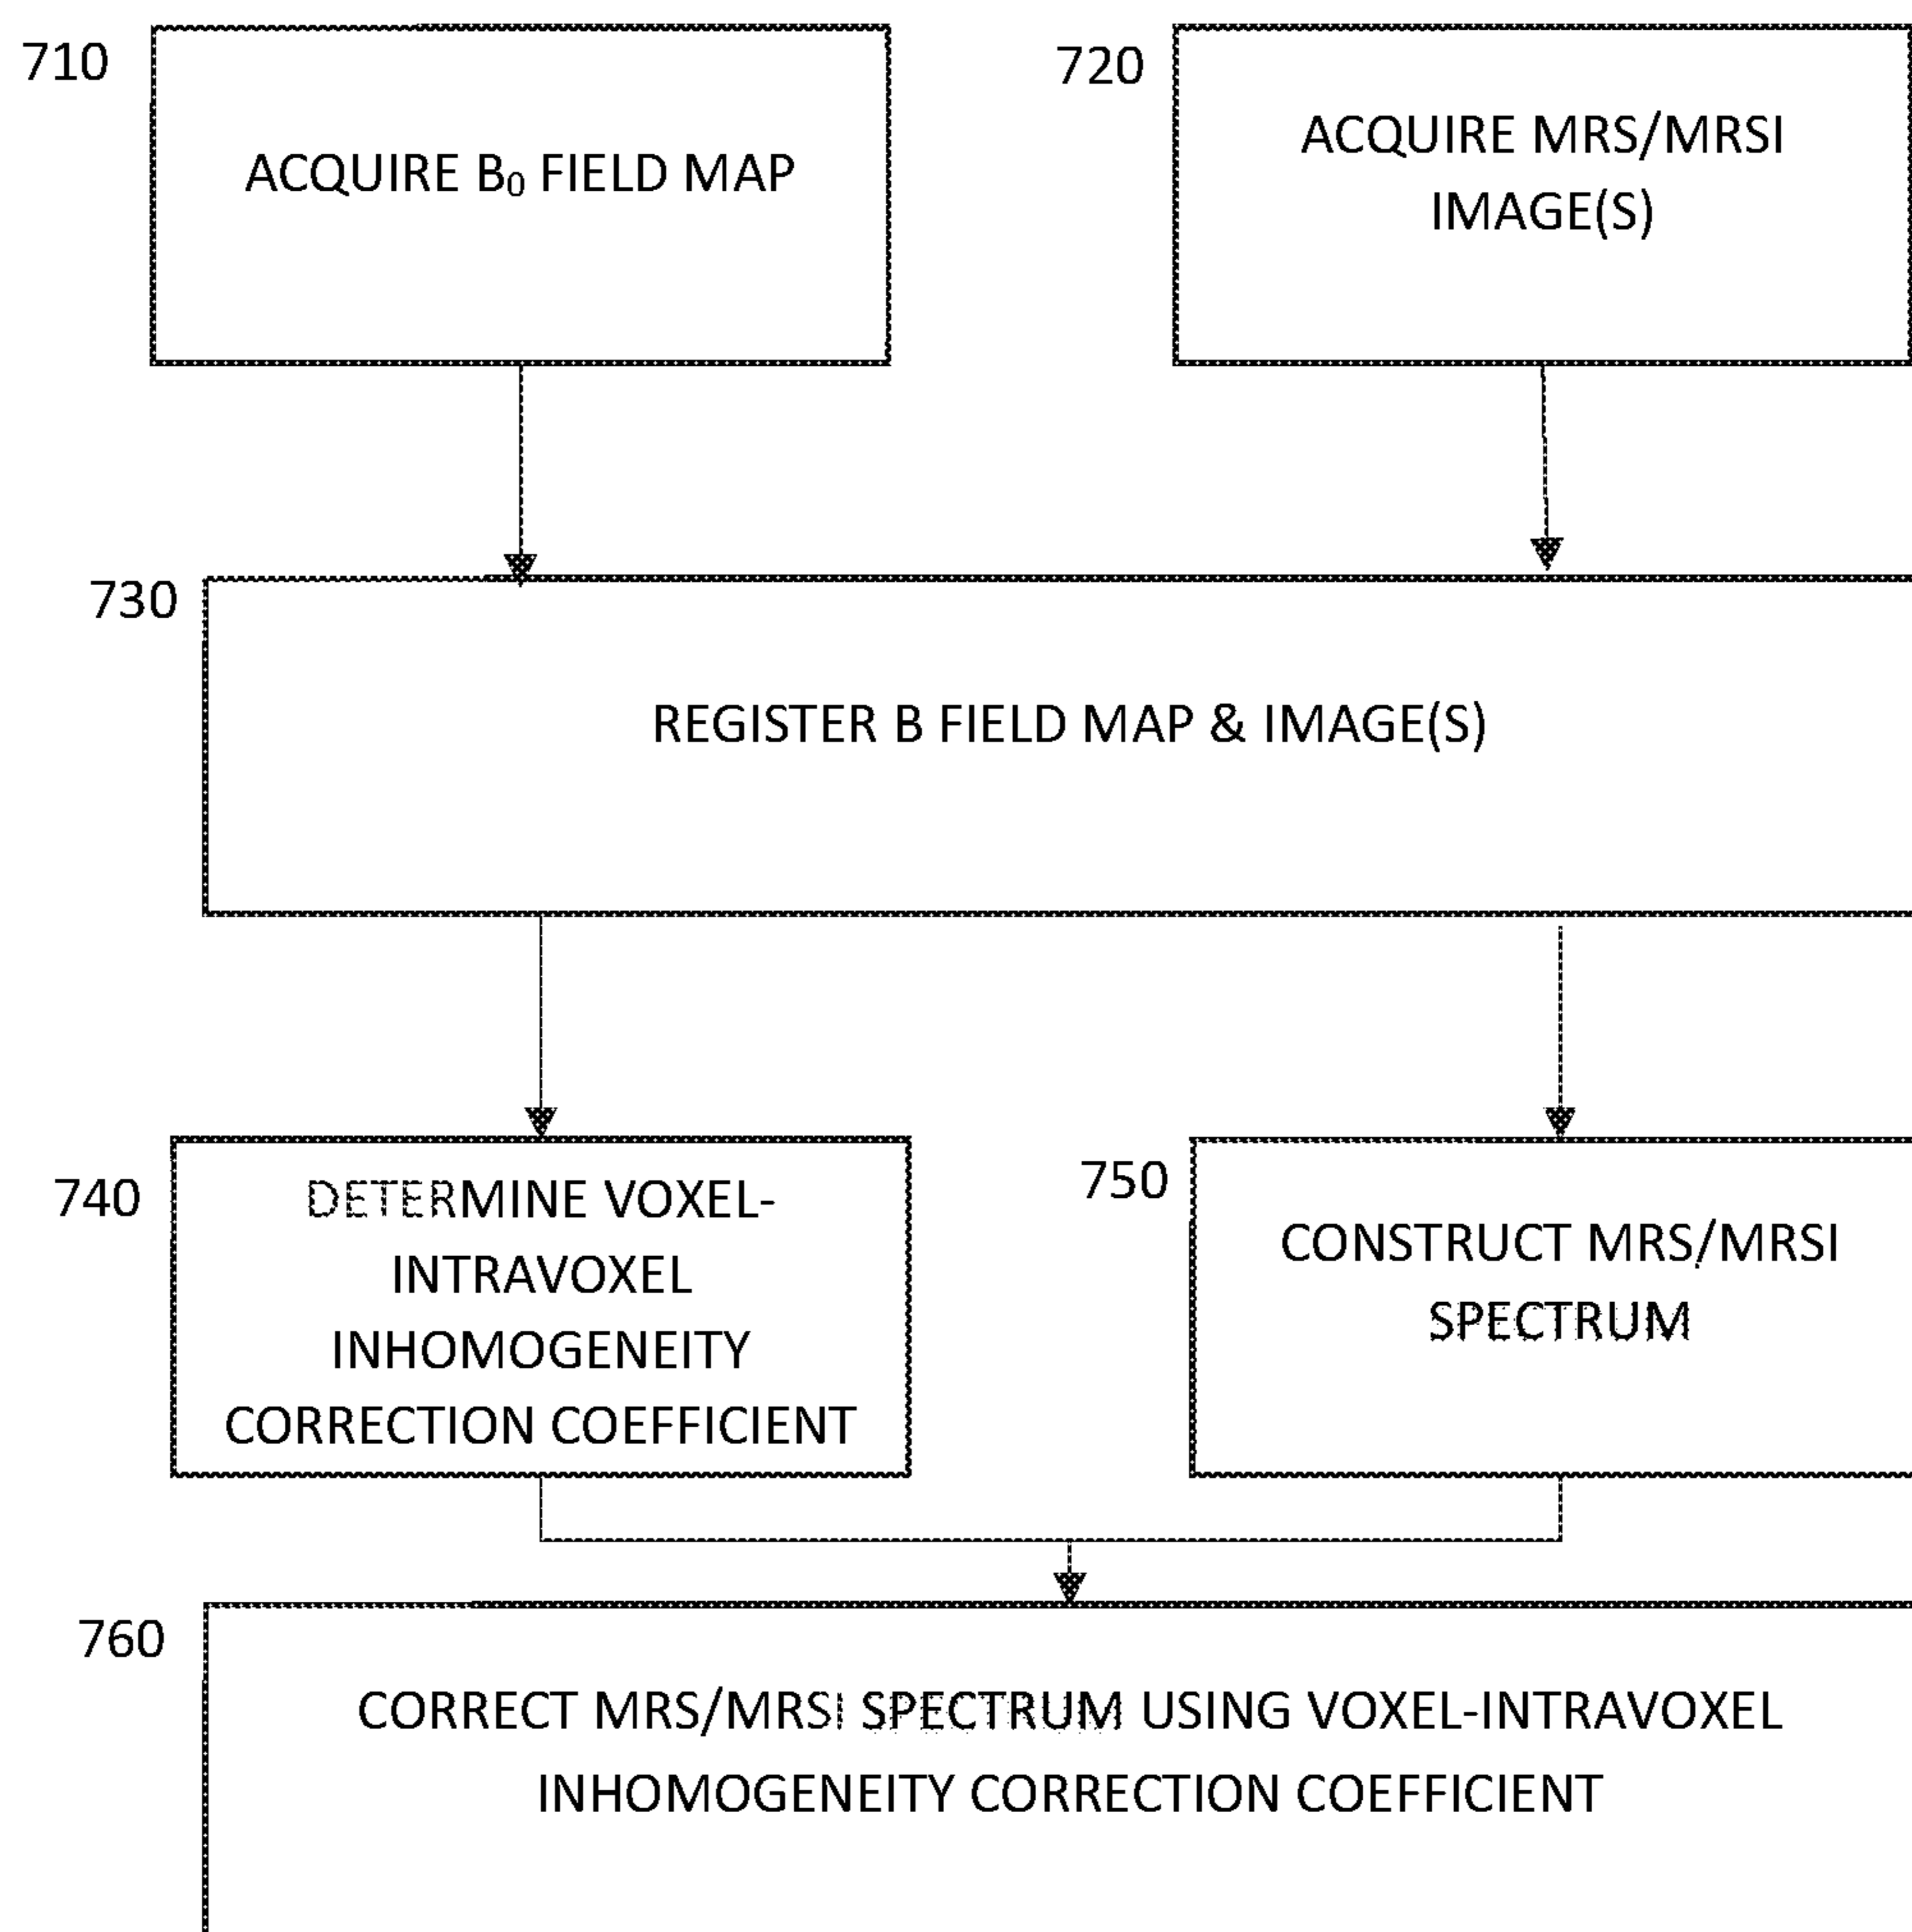 710
ACQUIRE B₀ FIELD MAP
720
ACQUIRE MRS/MRSI
IMAGE(S)
730
REGISTER B FIELD MAP & IMAGE(S)
740
DETERMINE VOXEL-
INTRAVOXEL
INHOMOGENEITY
CORRECTION COEFFICIENT
750
CONSTRUCT MRS/MRSI
SPECTRUM
760
CORRECT MRS/MRSI SPECTRUM USING VOXEL-INTRAVOXEL
INHOMOGENEITY CORRECTION COEFFICIENT